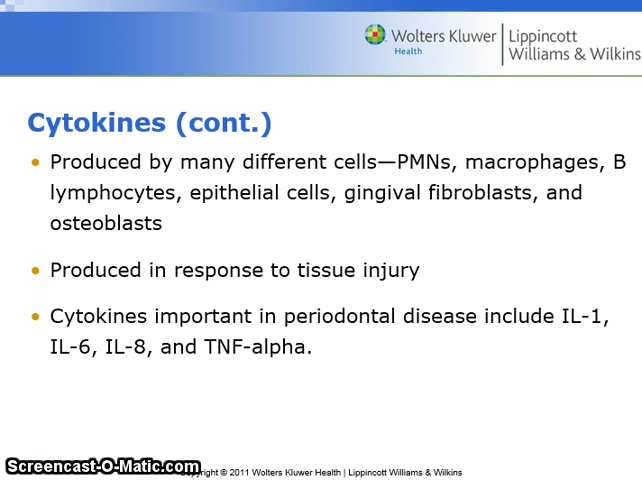 Wolters Kluwer
Health
Lippincott
Williams & Wilkins
Cytokines (cont.)
• Produced by many different cells—PMNs, macrophages, B
lymphocytes, epithelial cells, gingival fibroblasts, and
osteoblasts
• Produced in response to tissue injury
• Cytokines important in periodontal disease include IL-1,
IL-6, IL-8, and TNF-alpha.
Screencast-O-Matic.com
opyright © 2011 Wolters Kluwer Health | Lippincott Williams & Wilkins